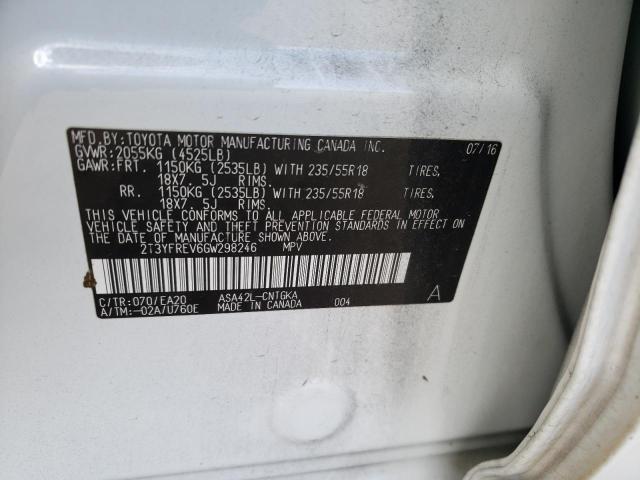 MFD.BY:TOYOTA MOTOR MANUFACTURING CANADA INC. 07/16
GVWR:2055KG (4525LB)
GAWR:FRT. 1150KG (2535LB) WITH 235/55R18 TIRES,
18X7. 5J RIMS.
RR. 1150KG (2535LB) WITH 235/55R18 TIRES,
18X7. 5J RIMS.
THIS VEHICLE CONFORMS TO ALL APPLICABLE FEDERAL MOTOR
VEHICLE SAFETY AND THEFT PREVENTION STANDARDS IN EFFECT
ON THE DATE OF MANUFACTURE SHOWN ABOVE.
2T3YFREV6GW298246 MPV
C/TR:070/EA20 ASA42L-CNTGKA A
A/TM:-02A/U760E MADE IN CANADA 004